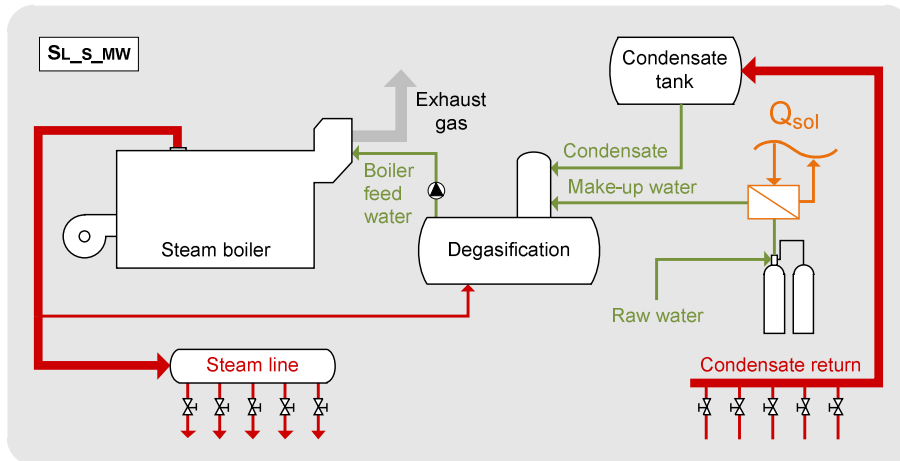 SL_S_MW
Condensate
tank
Exhaust
gas
Qsol
Condensate
Boiler
feed
water
Make-up water
Steam boiler
Degasification
Raw water
Steam line
Condensate return